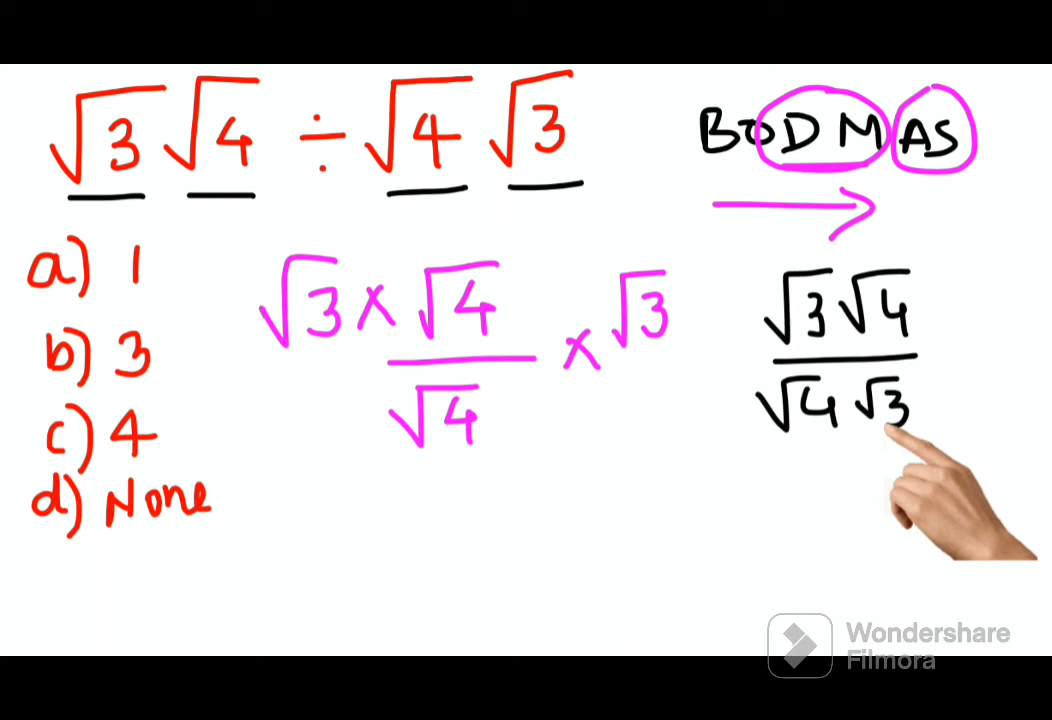 √3 √4 ÷ √4 √3
BODMAS
a) 1
b) 3
c) 4
d) None
√3 × √4/√4 × √3
√3 √4
√4 √3
Wondershare
Filmora